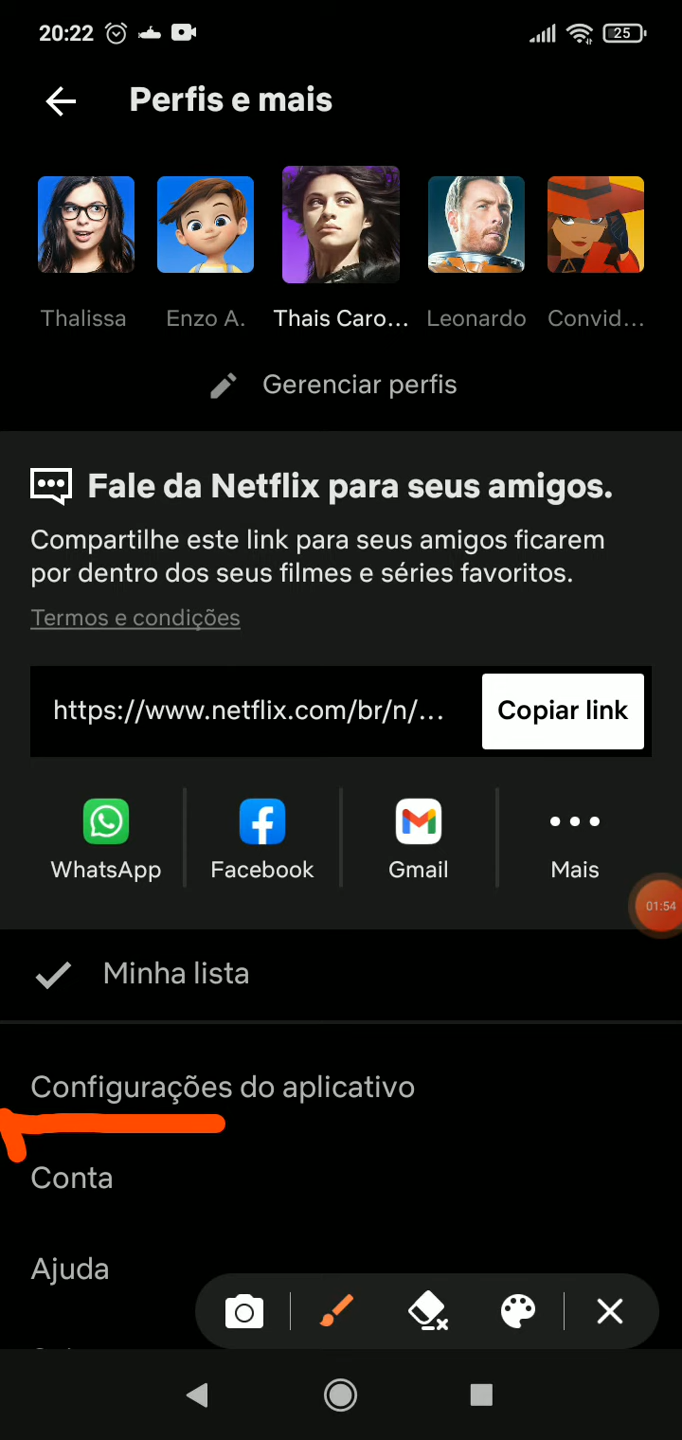 20:22
25
Perfis e mais
Thalissa Enzo A. Thais Caro... Leonardo Convid...
Gerenciar perfis
Fale da Netflix para seus amigos.
Compartilhe este link para seus amigos ficarem
por dentro dos seus filmes e séries favoritos.
Termos e condições
https://www.netflix.com/br/n/... Copiar link
WhatsApp Facebook Gmail Mais
01:54
Minha lista
Configurações do aplicativo
Conta
Ajuda